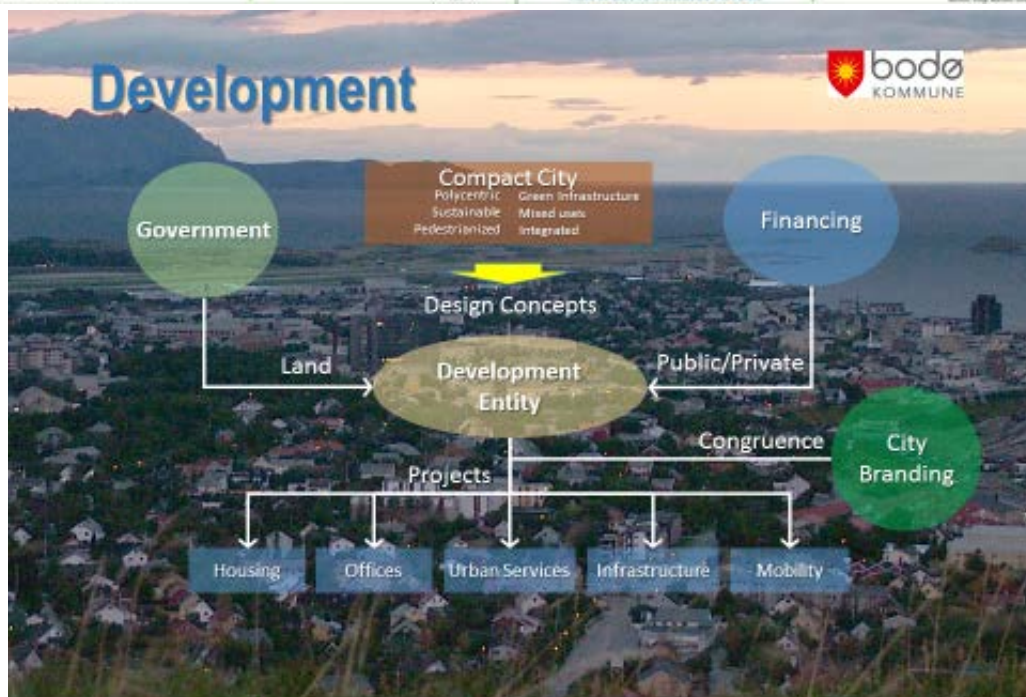 Development
bodø
KOMMUNE
Government
Compact City
Polycentric Green Infrastructure
Sustainable Mixed uses
Pedestrianized Integrated
Financing
Design Concepts
Land
Development
Entity
Public/Private
Congruence
City
Branding
Projects
Housing
Offices
Urban Services
Infrastructure
Mobility